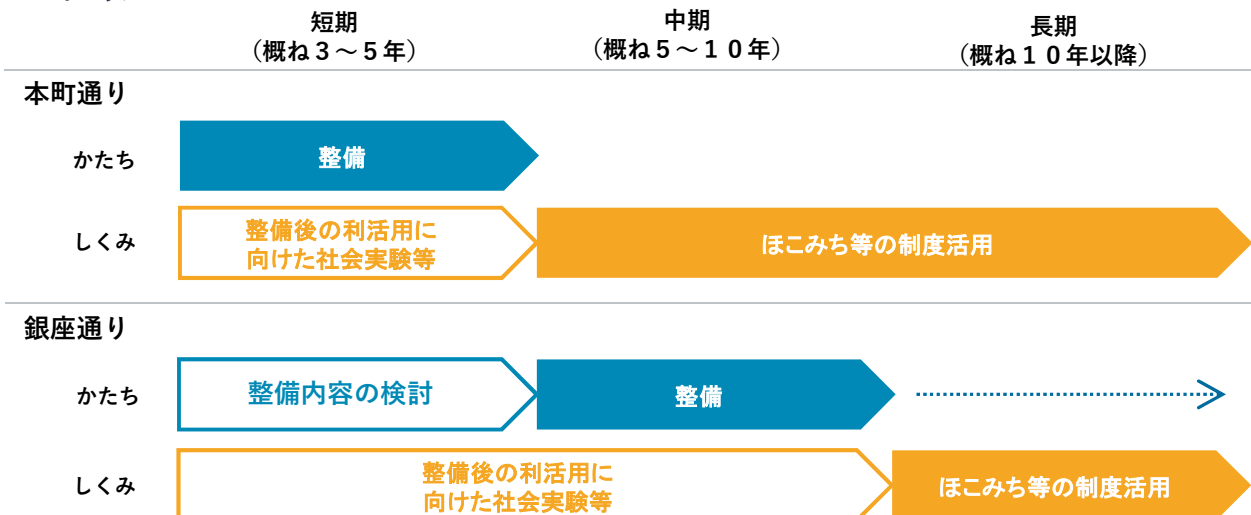 短期
（概ね３～５年）
中期
（概ね５～１０年）
長期
（概ね１０年以降）
本町通り
かたち
整備
しくみ
整備後の利活用に
向けた社会実験等
ほこみち等の制度活用
銀座通り
かたち
整備内容の検討
整備
しくみ
整備後の利活用に
向けた社会実験等
ほこみち等の制度活用